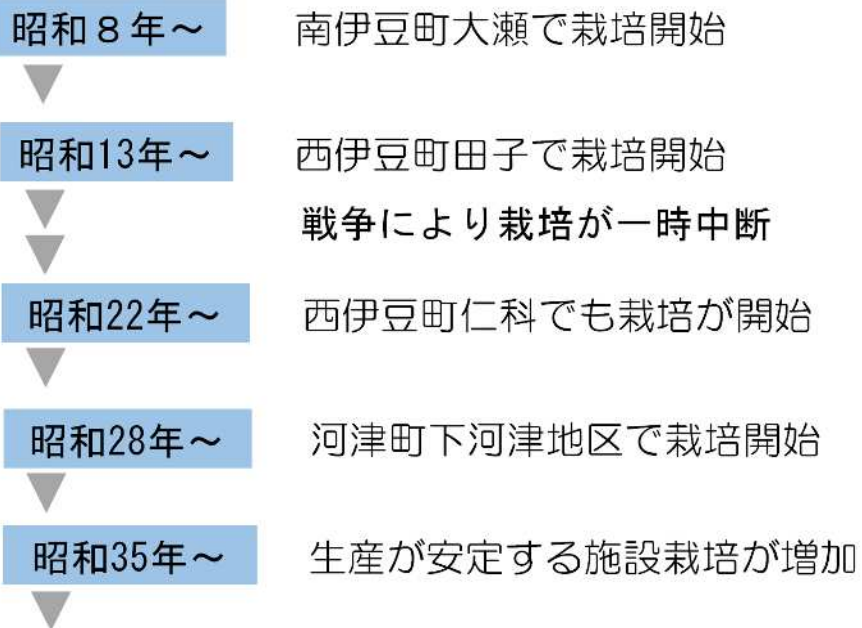 昭和８年～ 南伊豆町大瀬で栽培開始
昭和13年～ 西伊豆町田子で栽培開始
戦争により栽培が一時中断
昭和22年～ 西伊豆町仁科でも栽培が開始
昭和28年～ 河津町下河津地区で栽培開始
昭和35年～ 生産が安定する施設栽培が増加